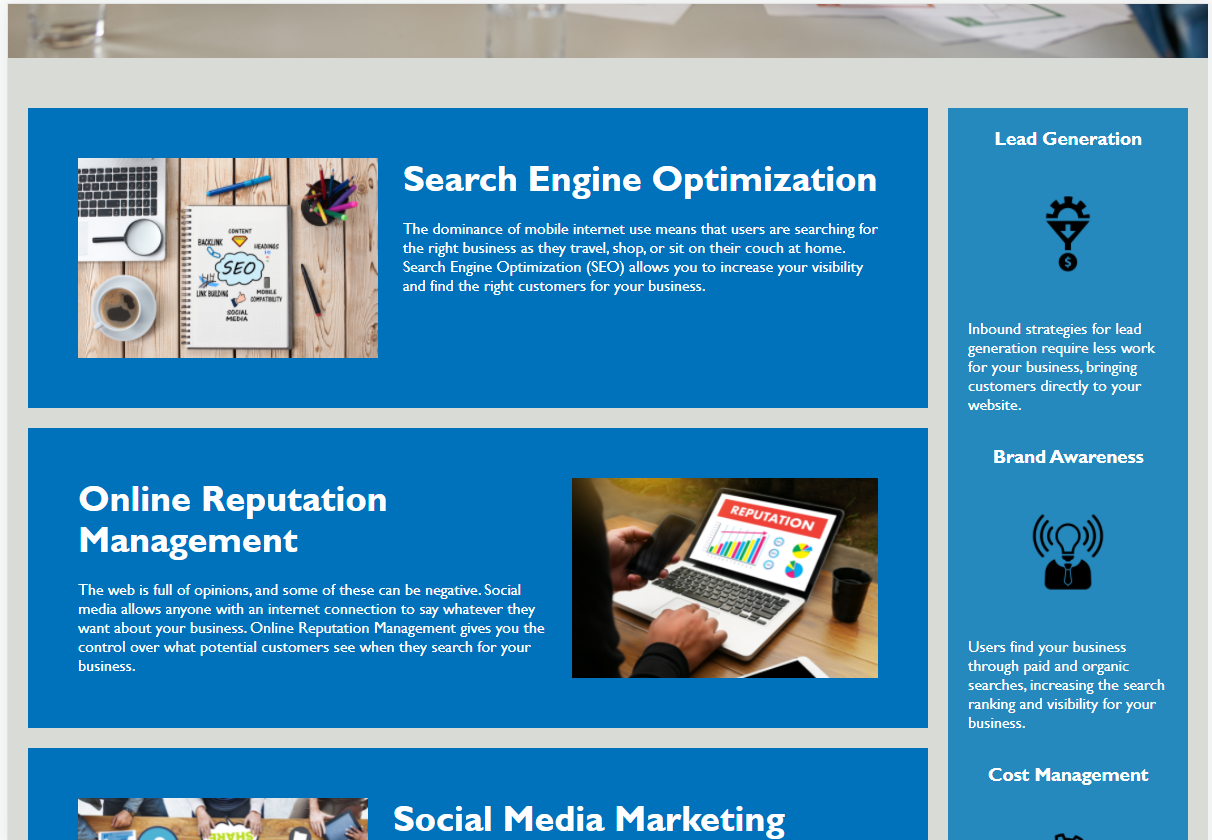 Search Engine Optimization
The dominance of mobile internet use means that users are searching for
the right business as they travel, shop, or sit on their couch at home.
Search Engine Optimization (SEO) allows you to increase your visibility
and find the right customers for your business.
CONTENT
BACKLINK
HEADINGS
SEO
LINK BUILDING
MOBILE
COMPATIBILITY
SOCIAL
MEDIA
Online Reputation
Management
The web is full of opinions, and some of these can be negative. Social
media allows anyone with an internet connection to say whatever they
want about your business. Online Reputation Management gives you the
control over what potential customers see when they search for your
business.
REPUTATION
Social Media Marketing
SHARE
Lead Generation
$
Inbound strategies for lead
generation require less work
for your business, bringing
customers directly to your
website.
Brand Awareness
Users find your business
through paid and organic
searches, increasing the search
ranking and visibility for your
business.
Cost Management